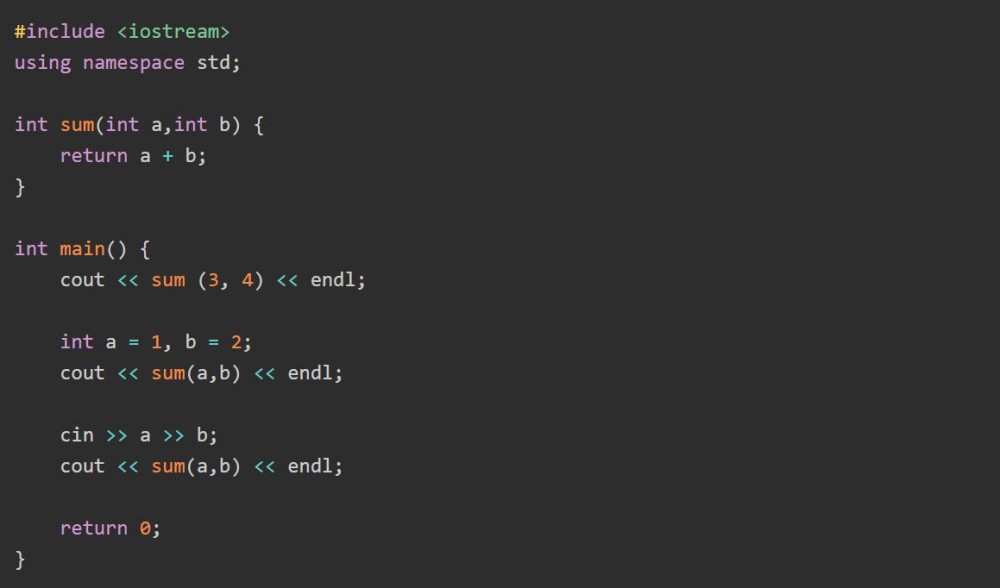 #include <iostream>
using namespace std;
int sum(int a,int b) {
    return a + b;
}
int main() {
    cout << sum (3, 4) << endl;
    int a = 1, b = 2;
    cout << sum(a,b) << endl;
    cin >> a >> b;
    cout << sum(a,b) << endl;
    return 0;
}